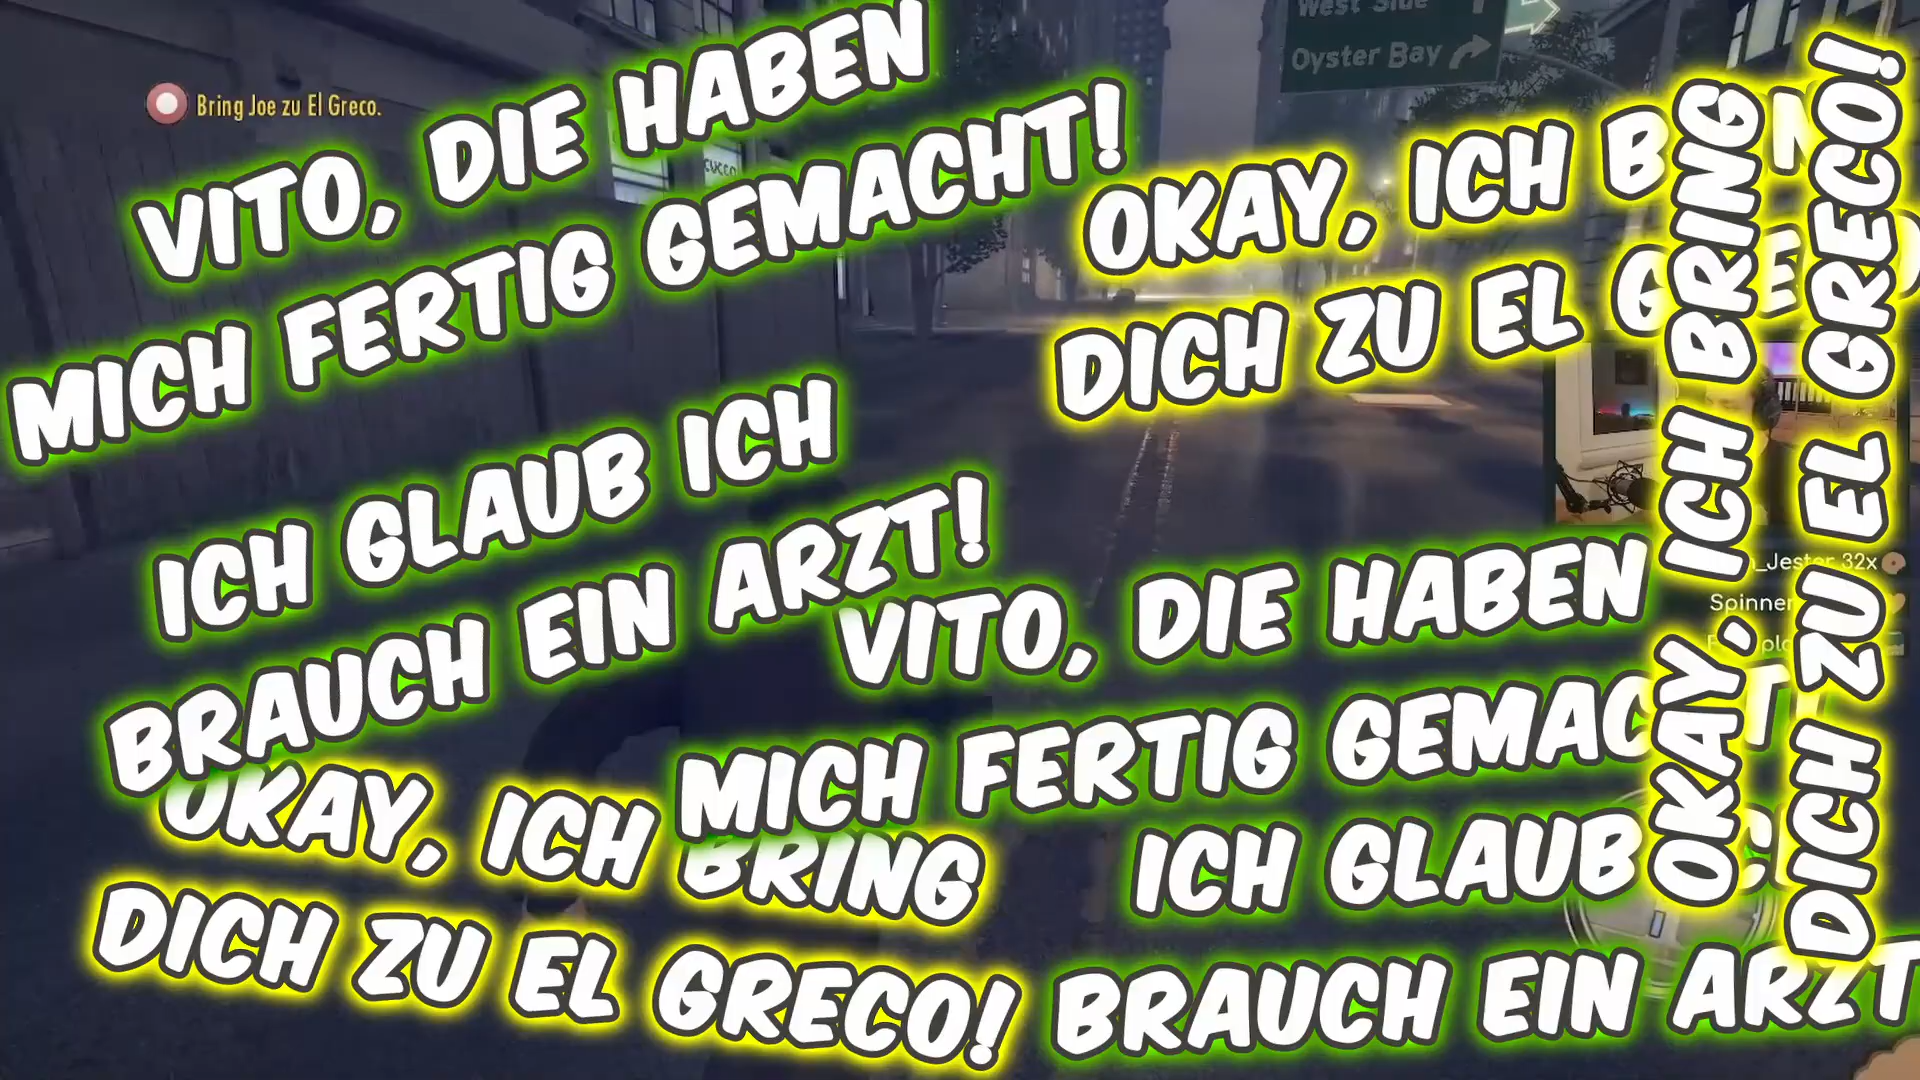 West Side
Oyster Bay
Bring Joe zu El Greco.
VITO, DIE HABEN
MICH FERTIG GEMACHT!
OKAY, ICH
DICH ZU EL
ICH GLAUB ICH
BRAUCH EIN ARZT!
OKAY, ICH BRING
DICH ZU EL GRECO!
VITO, DIE HABEN
MICH FERTIG
ICH GLAUB
BRAUCH EIN ARZT
OKAY, ICH BRING
DICH ZU EL GRECO!
32x